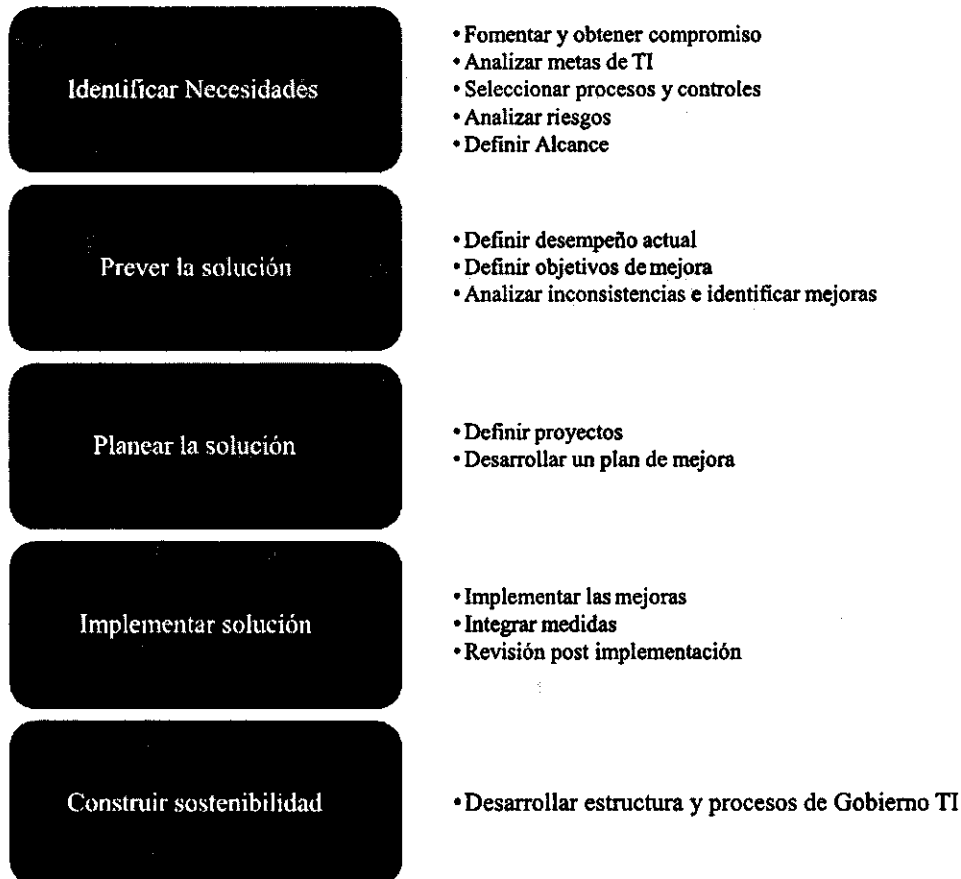 Identificar Necesidades
• Fomentar y obtener compromiso
• Analizar metas de TI
• Seleccionar procesos y controles
• Analizar riesgos
• Definir Alcance
Prever la solución
• Definir desempeño actual
• Definir objetivos de mejora
• Analizar inconsistencias e identificar mejoras
Planear la solución
• Definir proyectos
• Desarrollar un plan de mejora
Implementar solución
• Implementar las mejoras
• Integrar medidas
• Revisión post implementación
Construir sostenibilidad
• Desarrollar estructura y procesos de Gobierno TI